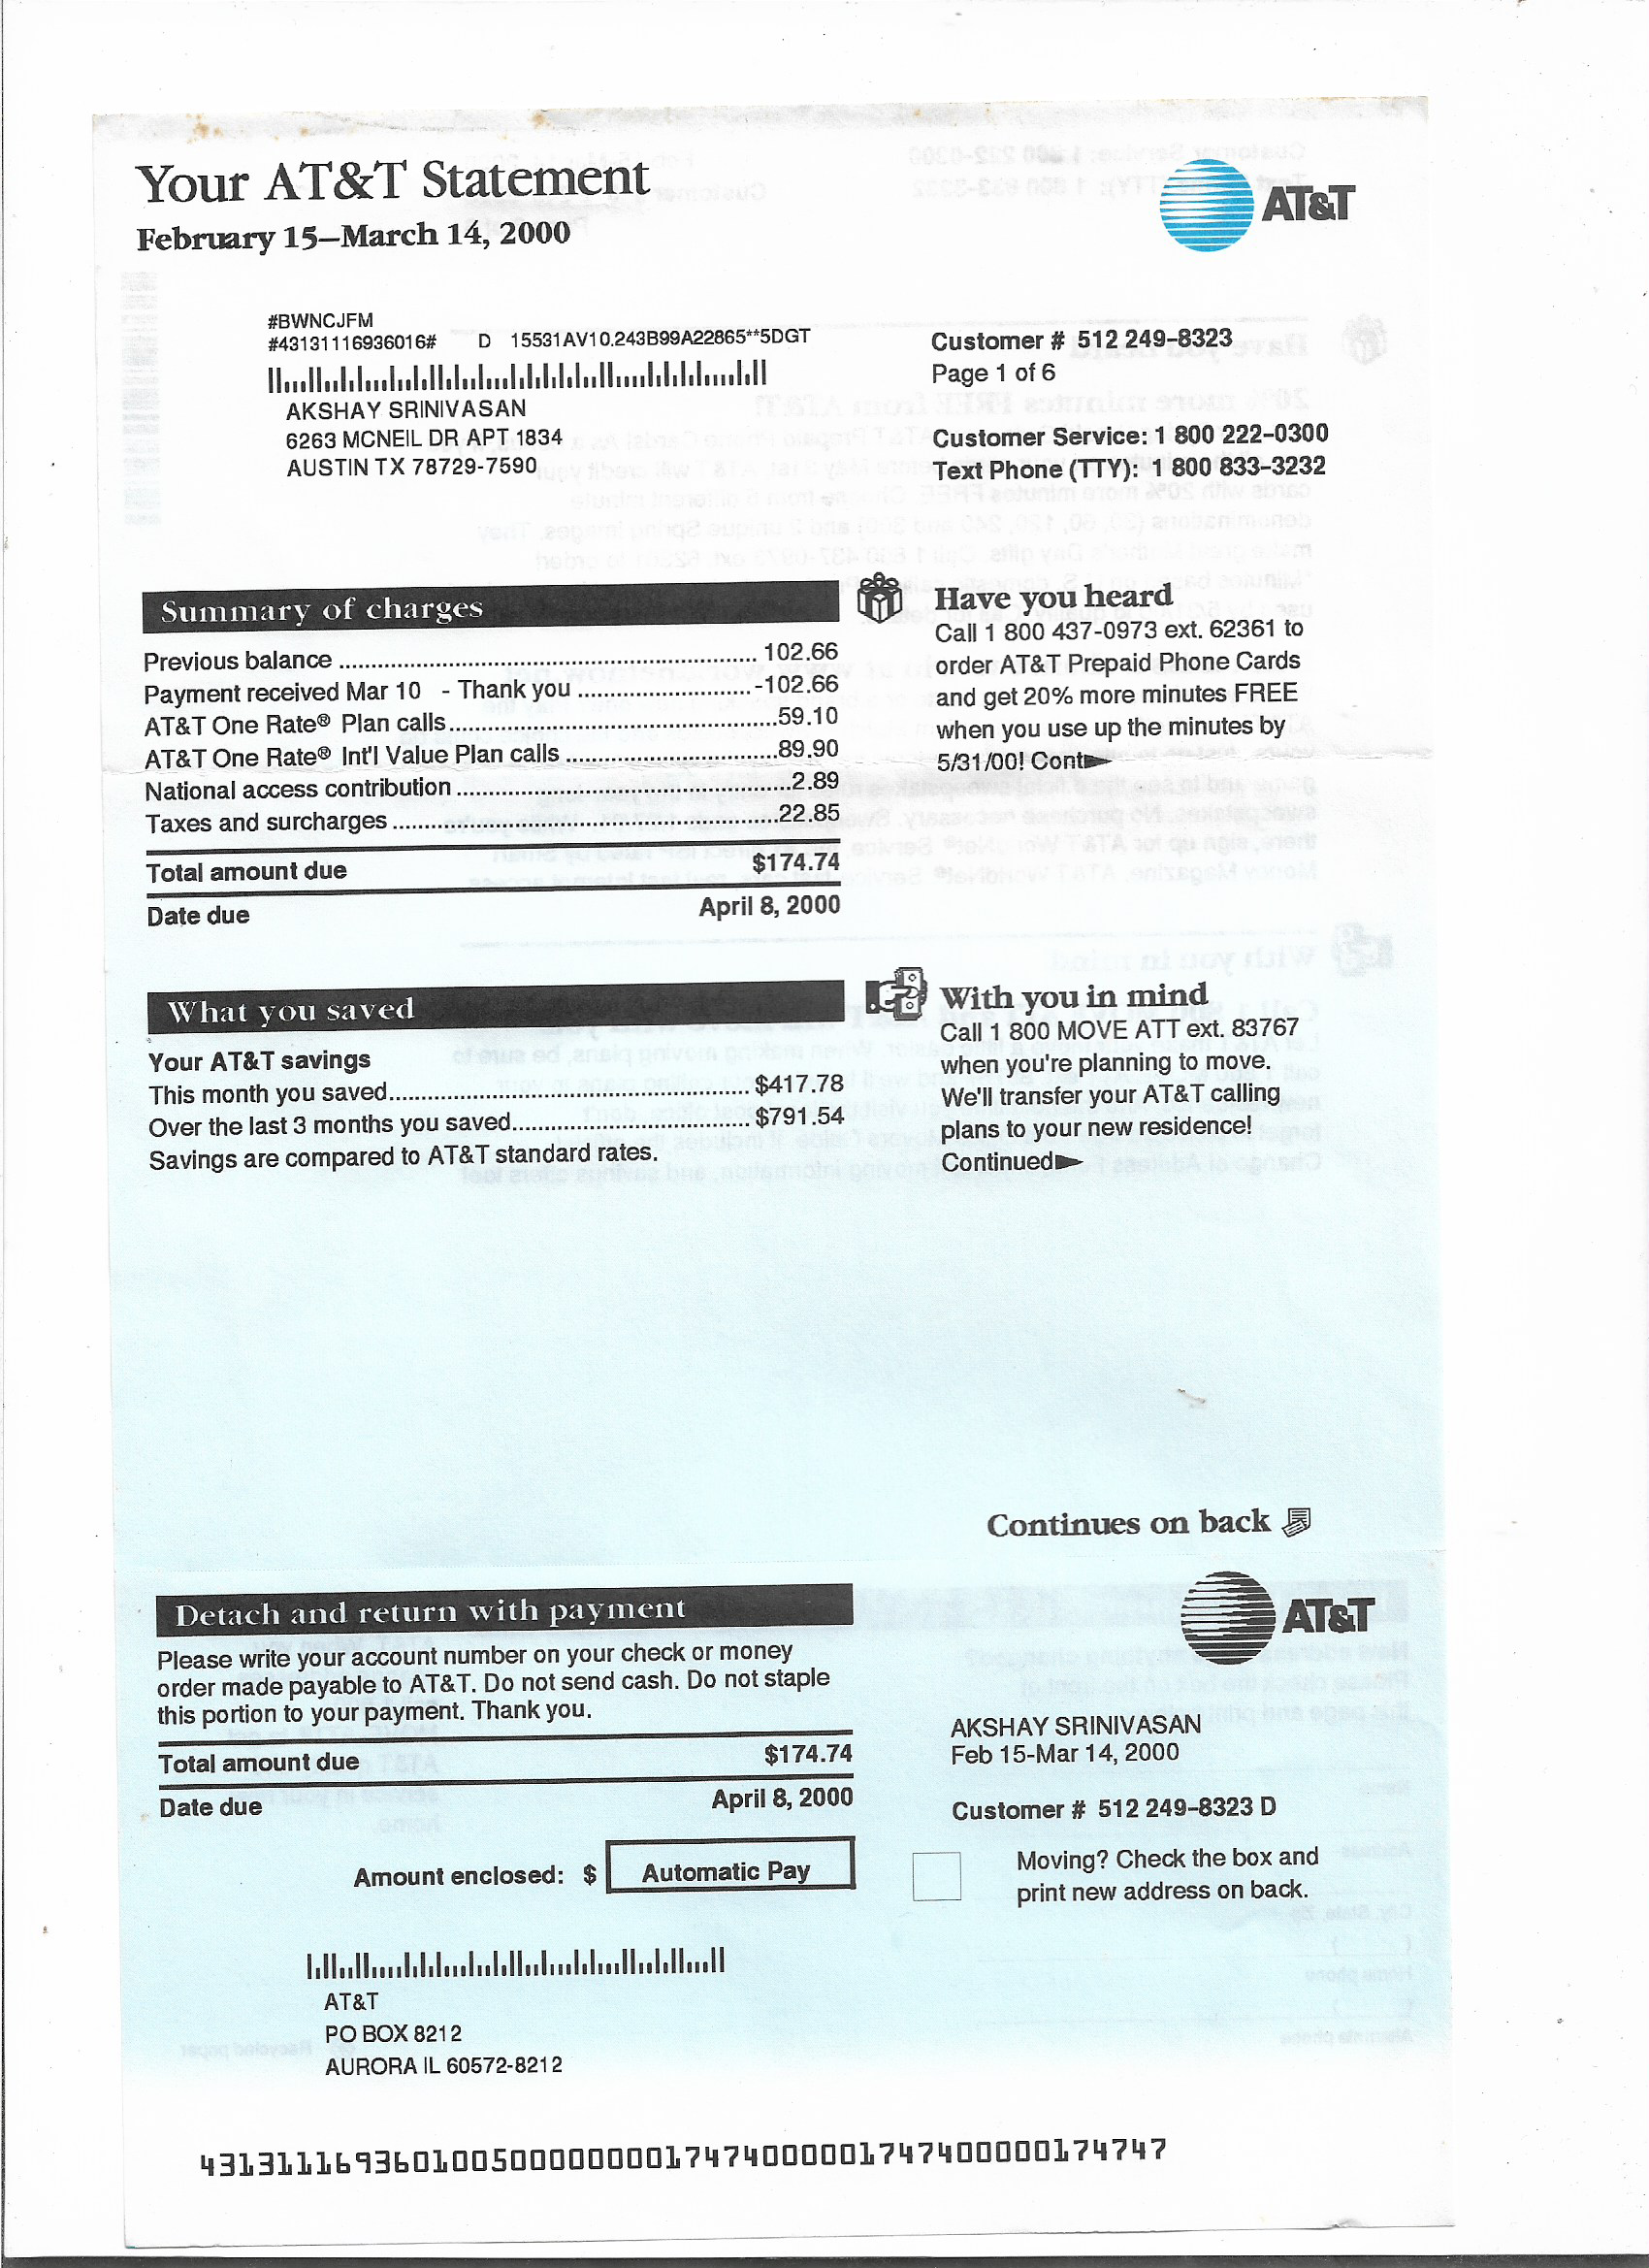 Your AT&T Statement
February 15–March 14, 2000
AT&T
#BWNCJFM
#43131116936016# D 15531AV10.243B99A22865**5DGT
AKSHAY SRINIVASAN
6263 MCNEIL DR APT 1834
AUSTIN TX 78729-7590
Customer # 512 249–8323
Page 1 of 6
Customer Service: 1 800 222–0300
Text Phone (TTY): 1 800 833–3232
Summary of charges
Previous balance ........ 102.66
Payment received Mar 10 - Thank you ........ -102.66
AT&T One Rate® Plan calls ........ 59.10
AT&T One Rate® Int'l Value Plan calls ........ 89.90
National access contribution ........ 2.89
Taxes and surcharges ........ 22.85
Total amount due $174.74
Date due April 8, 2000
Have you heard
Call 1 800 437-0973 ext. 62361 to
order AT&T Prepaid Phone Cards
and get 20% more minutes FREE
when you use up the minutes by
5/31/00! Cont►
What you saved
Your AT&T savings
This month you saved ........ $417.78
Over the last 3 months you saved ........ $791.54
Savings are compared to AT&T standard rates.
With you in mind
Call 1 800 MOVE ATT ext. 83767
when you're planning to move.
We'll transfer your AT&T calling
plans to your new residence!
Continued►
Continues on back
Detach and return with payment
Please write your account number on your check or money
order made payable to AT&T. Do not send cash. Do not staple
this portion to your payment. Thank you.
Total amount due $174.74
Date due April 8, 2000
Amount enclosed: $ Automatic Pay
AT&T
AKSHAY SRINIVASAN
Feb 15-Mar 14, 2000
Customer # 512 249–8323 D
Moving? Check the box and
print new address on back.
AT&T
PO BOX 8212
AURORA IL 60572-8212
431311169360100500000000017474000001747400000174747